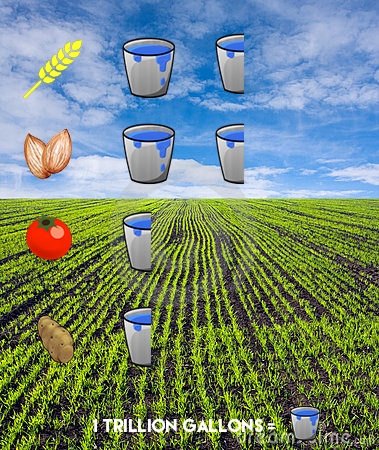 1 TRILLION GALLONS =